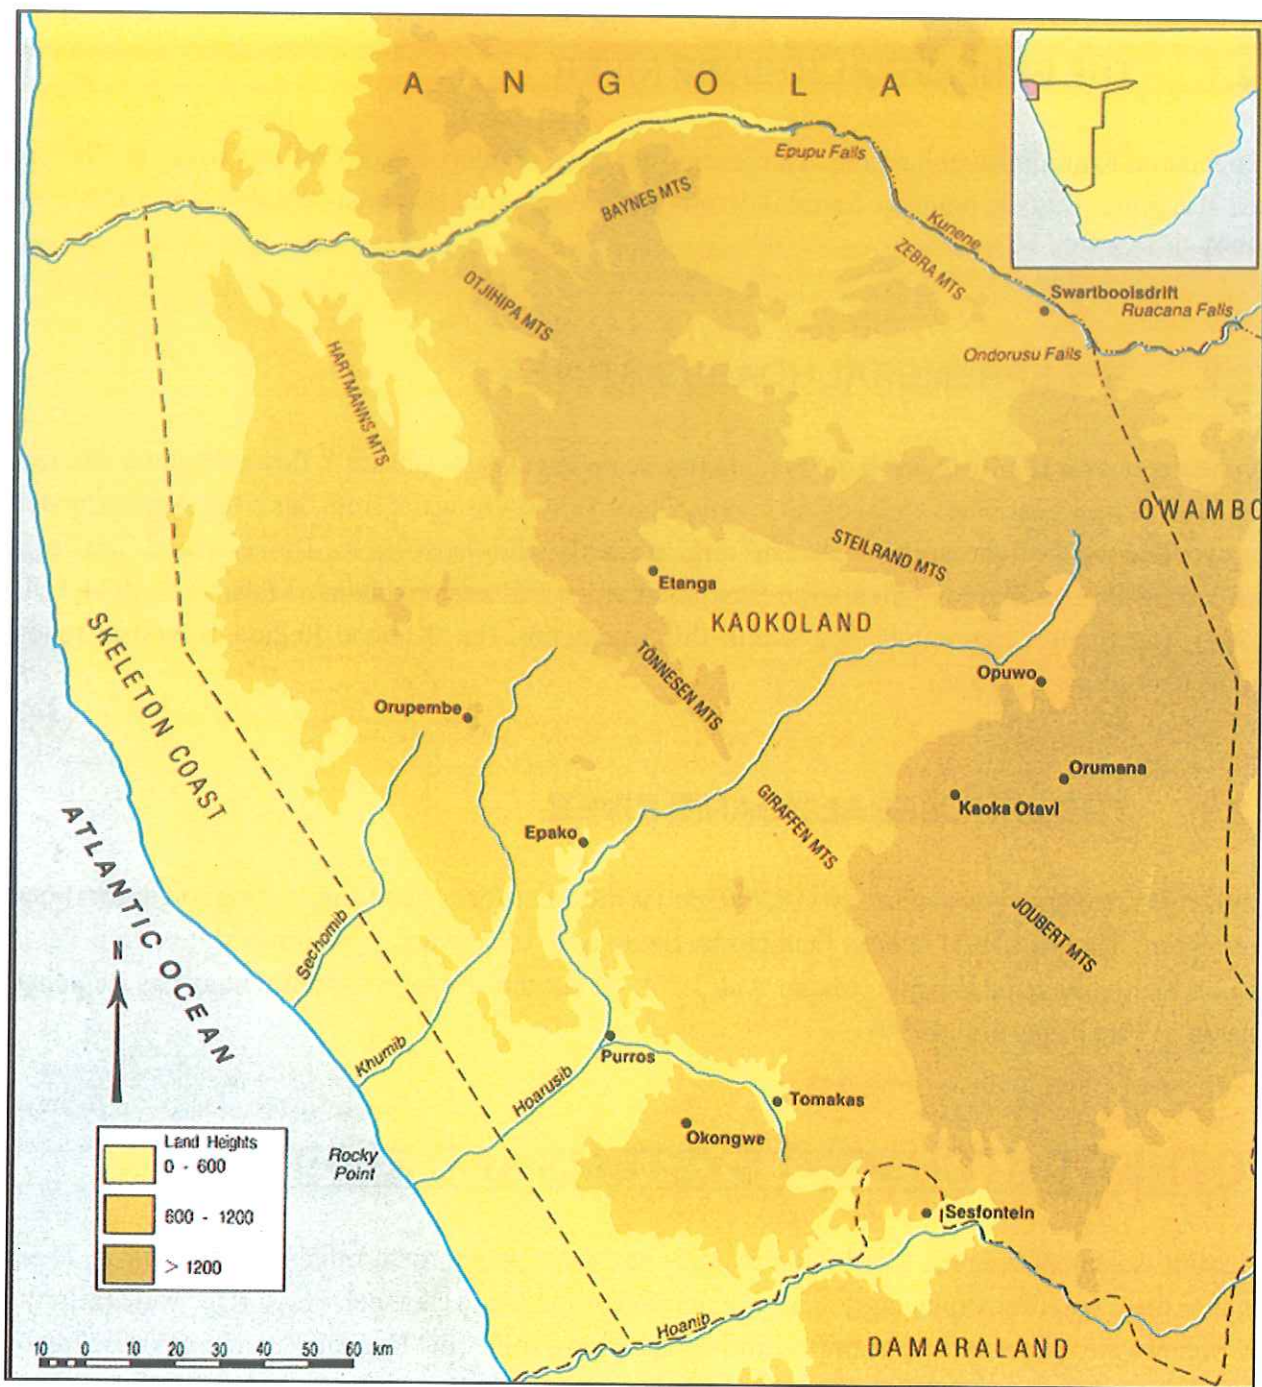 ANGOLA
Epupu Falls
BAYNES MTS
Kunene
ZEBRA MTS
OTJIHIPA MTS
Swartboolsdrift
Ruacana Falls
Ondorusu Falls
HARTMANNS MTS
OWAMBO
STEILRAND MTS
Etanga
KAOKOLAND
SKELETON COAST
TÖNNESEN MTS
Opuwo
Orupembe
Orumana
Kaoka Otavi
GIRAFFEN MTS
Epako
ATLANTIC OCEAN
JOUBERT MTS
Sechomib
N
Khumib
Purros
Hoarusib
Tomakas
Okongwe
Land Heights
0 - 600
600 - 1200
> 1200
Rocky
Point
Sesfontein
Hoanib
DAMARALAND
10 0 10 20 30 40 50 60 km